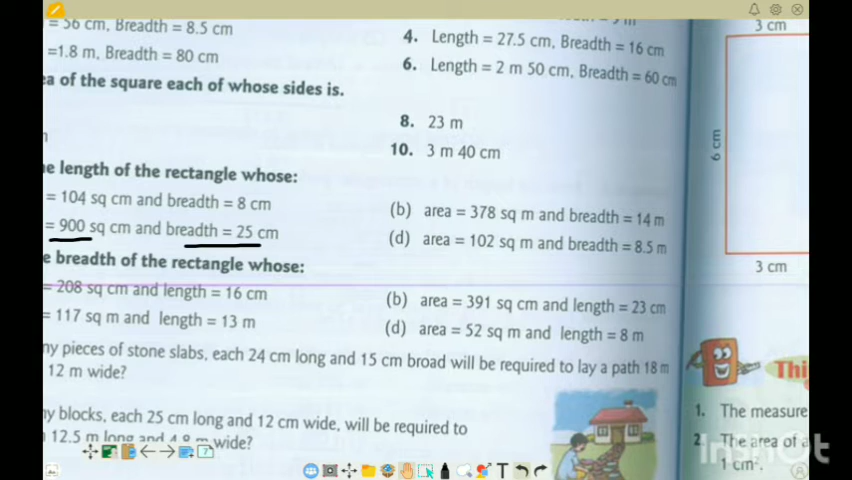 = 56 cm, Breadth = 8.5 cm
=1.8 m, Breadth = 80 cm
4. Length = 27.5 cm, Breadth = 16 cm
6. Length = 2 m 50 cm, Breadth = 60 cm
ea of the square each of whose sides is.
8. 23 m
10. 3 m 40 cm
e length of the rectangle whose:
= 104 sq cm and breadth = 8 cm
(b) area = 378 sq m and breadth = 14 m
= 900 sq cm and breadth = 25 cm
(d) area = 102 sq m and breadth = 8.5 m
e breadth of the rectangle whose:
= 208 sq cm and length = 16 cm
(b) area = 391 sq cm and length = 23 cm
= 117 sq m and length = 13 m
(d) area = 52 sq m and length = 8 m
ny pieces of stone slabs, each 24 cm long and 15 cm broad will be required to lay a path 18 m
12 m wide?
ny blocks, each 25 cm long and 12 cm wide, will be required to
12.5 m long and 4.8 m wide?
3 cm
6 cm
3 cm
Thi
1. The measure
2. The area of a
1 cm².
InShOt
7
T